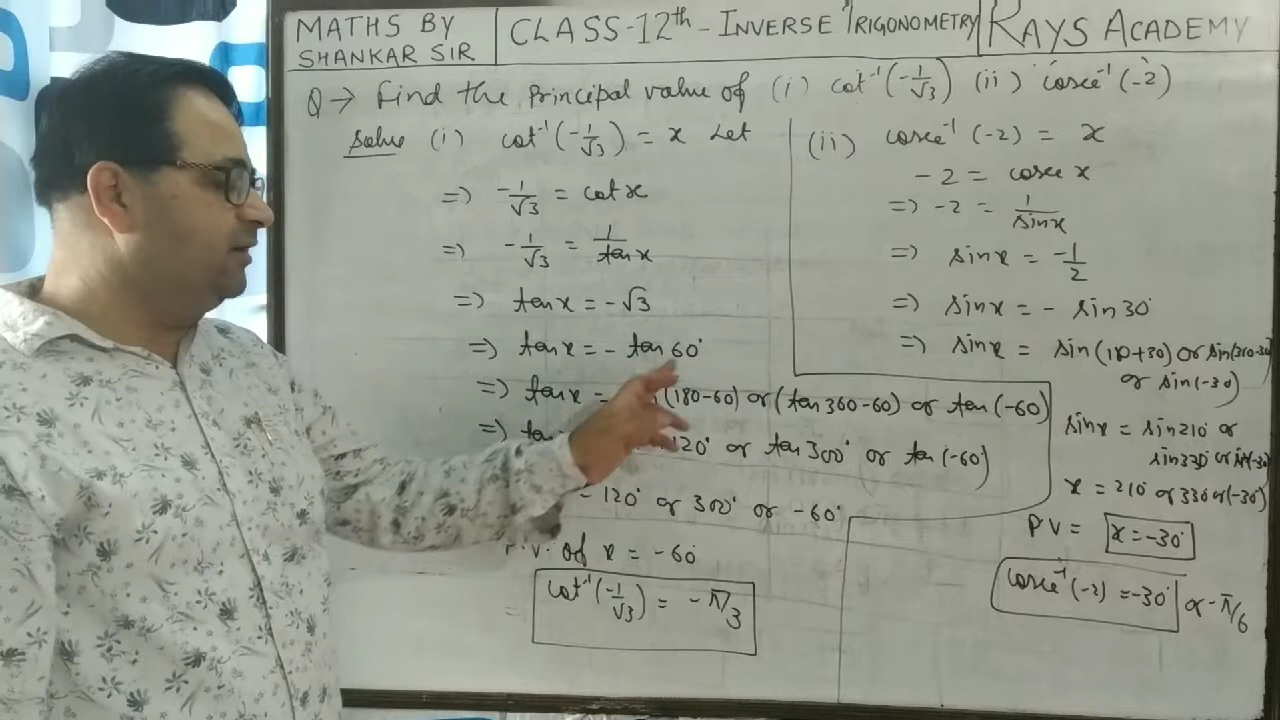 MATHS BY SHANKAR SIR
CLASS-12th - INVERSE TRIGONOMETRY
RAYS ACADEMY
Q → Find the Principal value of (i) cot⁻¹(-1/√3) (ii) cosec⁻¹(-2)
Solve (i) cot⁻¹(-1/√3) = x Let
=> -1/√3 = cot x
=> -1/√3 = 1/tan x
=> tan x = -√3
=> tan x = - tan 60°
=> tan x = (180-60) or (tan 360-60) or tan (-60)
=> 120° or tan 300° or tan (-60)
120° or 300° or -60°
P.V. of x = -60
cot⁻¹(-1/√3) = -π/3
(ii) cosec⁻¹(-2) = x
-2 = cosec x
=> -2 = 1/sin x
=> sin x = -1/2
=> sin x = - sin 30°
=> sin x = sin (180+30) or sin(360-30)
or sin(-30)
sin x = sin 210° or
sin 330° or sin(-30)
x = 210° or 330 or (-30°)
PV = x = -30°
cosec⁻¹(-2) = -30° or -π/6